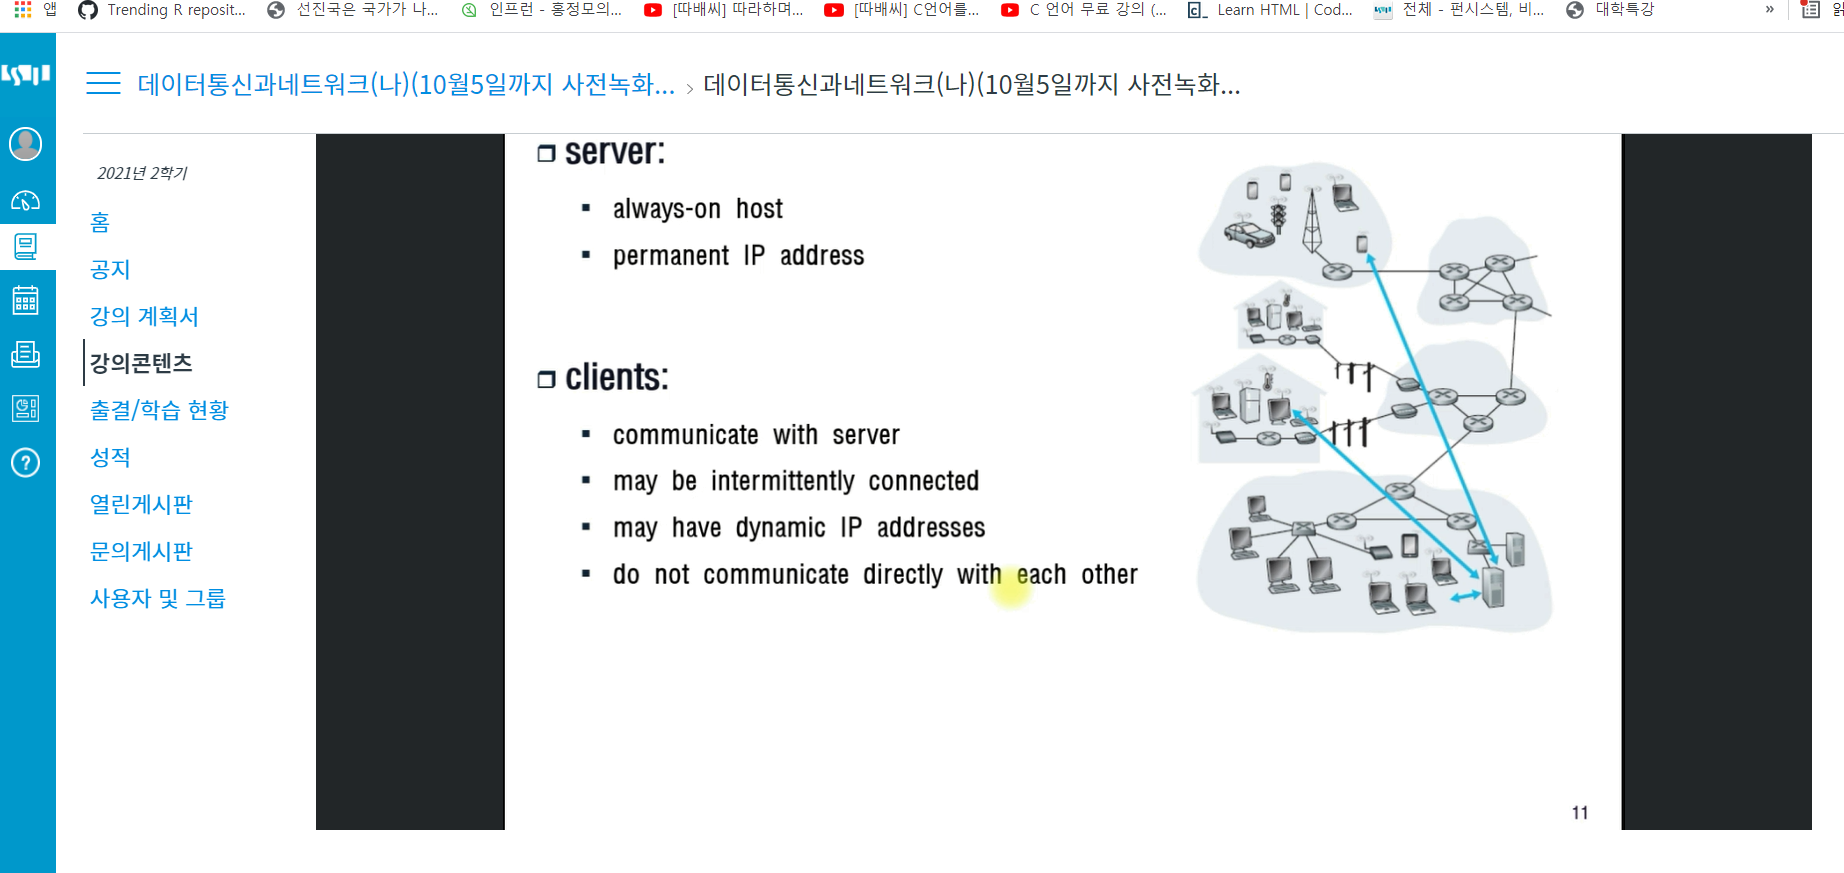 앱 Trending R reposit... 선진국은 국가가 나... 인프런 - 홍정모의... [따배씨] 따라하며... [따배씨] C언어를... C 언어 무료 강의 (... Learn HTML | Cod... 전체 - 펀시스템, 비... 대학특강 »
데이터통신과네트워크(나)(10월5일까지 사전녹화... > 데이터통신과네트워크(나)(10월5일까지 사전녹화...
2021년 2학기
홈
공지
강의 계획서
강의콘텐츠
출결/학습 현황
성적
열린게시판
문의게시판
사용자 및 그룹
server:
always-on host
permanent IP address
clients:
communicate with server
may be intermittently connected
may have dynamic IP addresses
do not communicate directly with each other
11